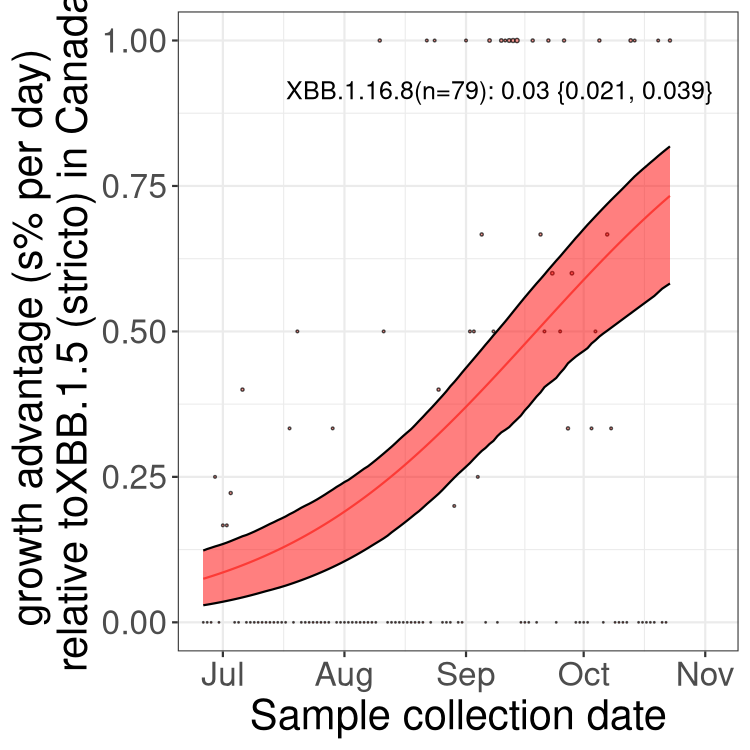 growth advantage (s% per day)
relative toXBB.1.5 (stricto) in Canada
1.00
0.75
0.50
0.25
0.00
XBB.1.16.8(n=79): 0.03 {0.021, 0.039}
Jul Aug Sep Oct Nov
Sample collection date